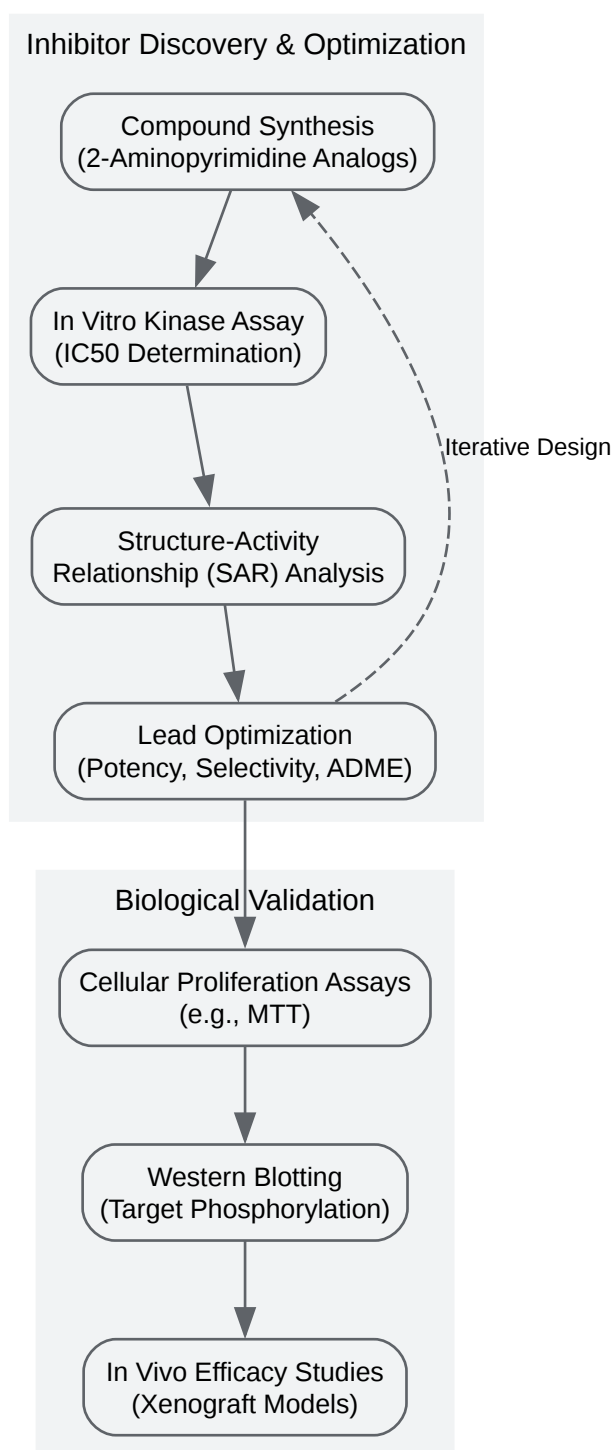 Inhibitor Discovery & Optimization
Compound Synthesis
(2-Aminopyrimidine Analogs)
In Vitro Kinase Assay
(IC50 Determination)
Iterative Design
Structure-Activity
Relationship (SAR) Analysis
Lead Optimization
(Potency, Selectivity, ADME)
Biological Validation
Cellular Proliferation Assays
(e.g., MTT)
Western Blotting
(Target Phosphorylation)
In Vivo Efficacy Studies
(Xenograft Models)